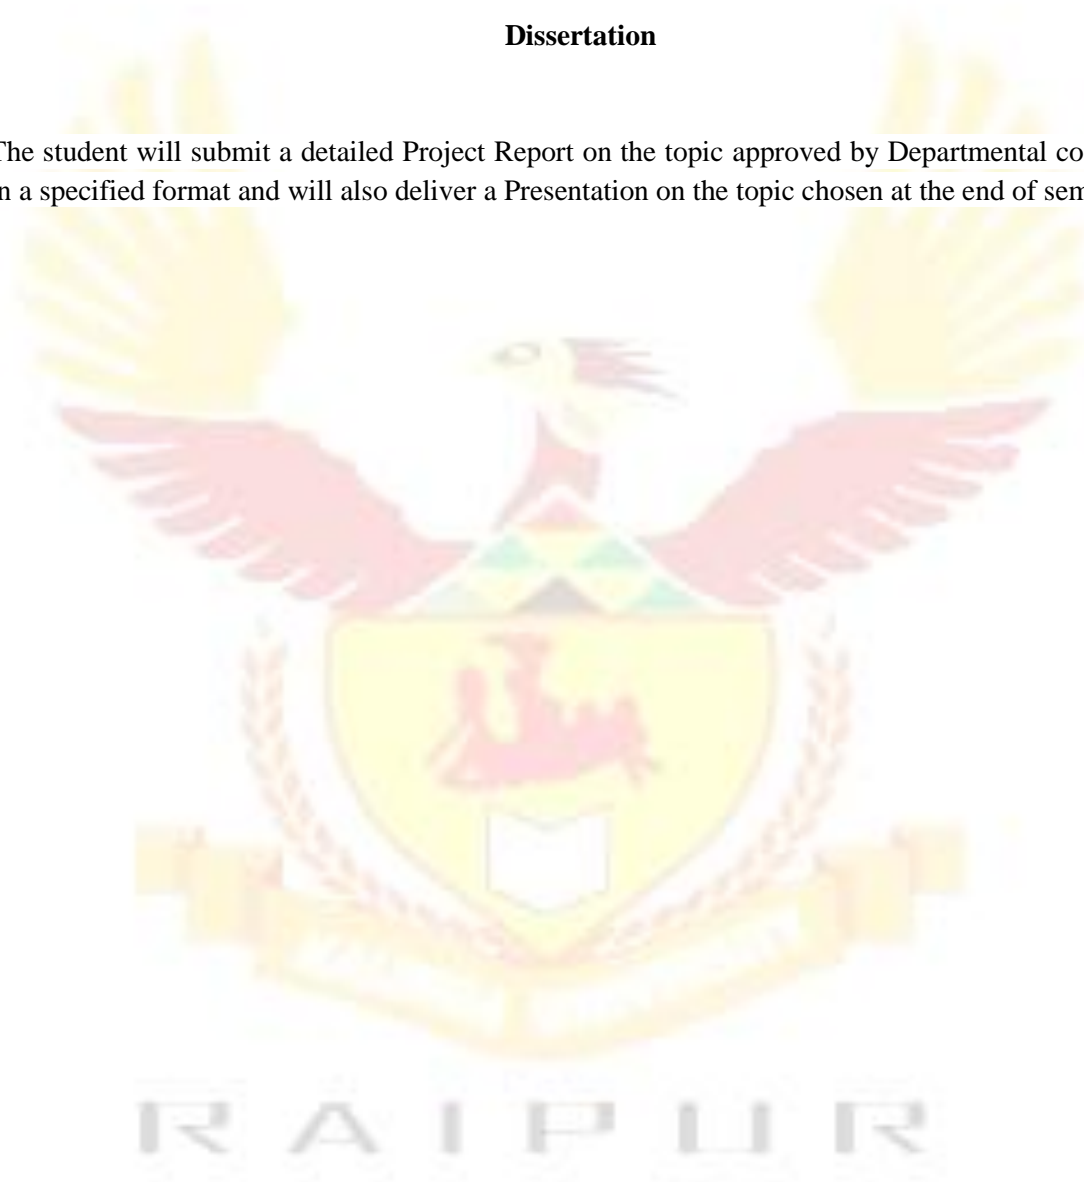 Dissertation
The student will submit a detailed Project Report on the topic approved by Departmental co
n a specified format and will also deliver a Presentation on the topic chosen at the end of sem
RAIPUR